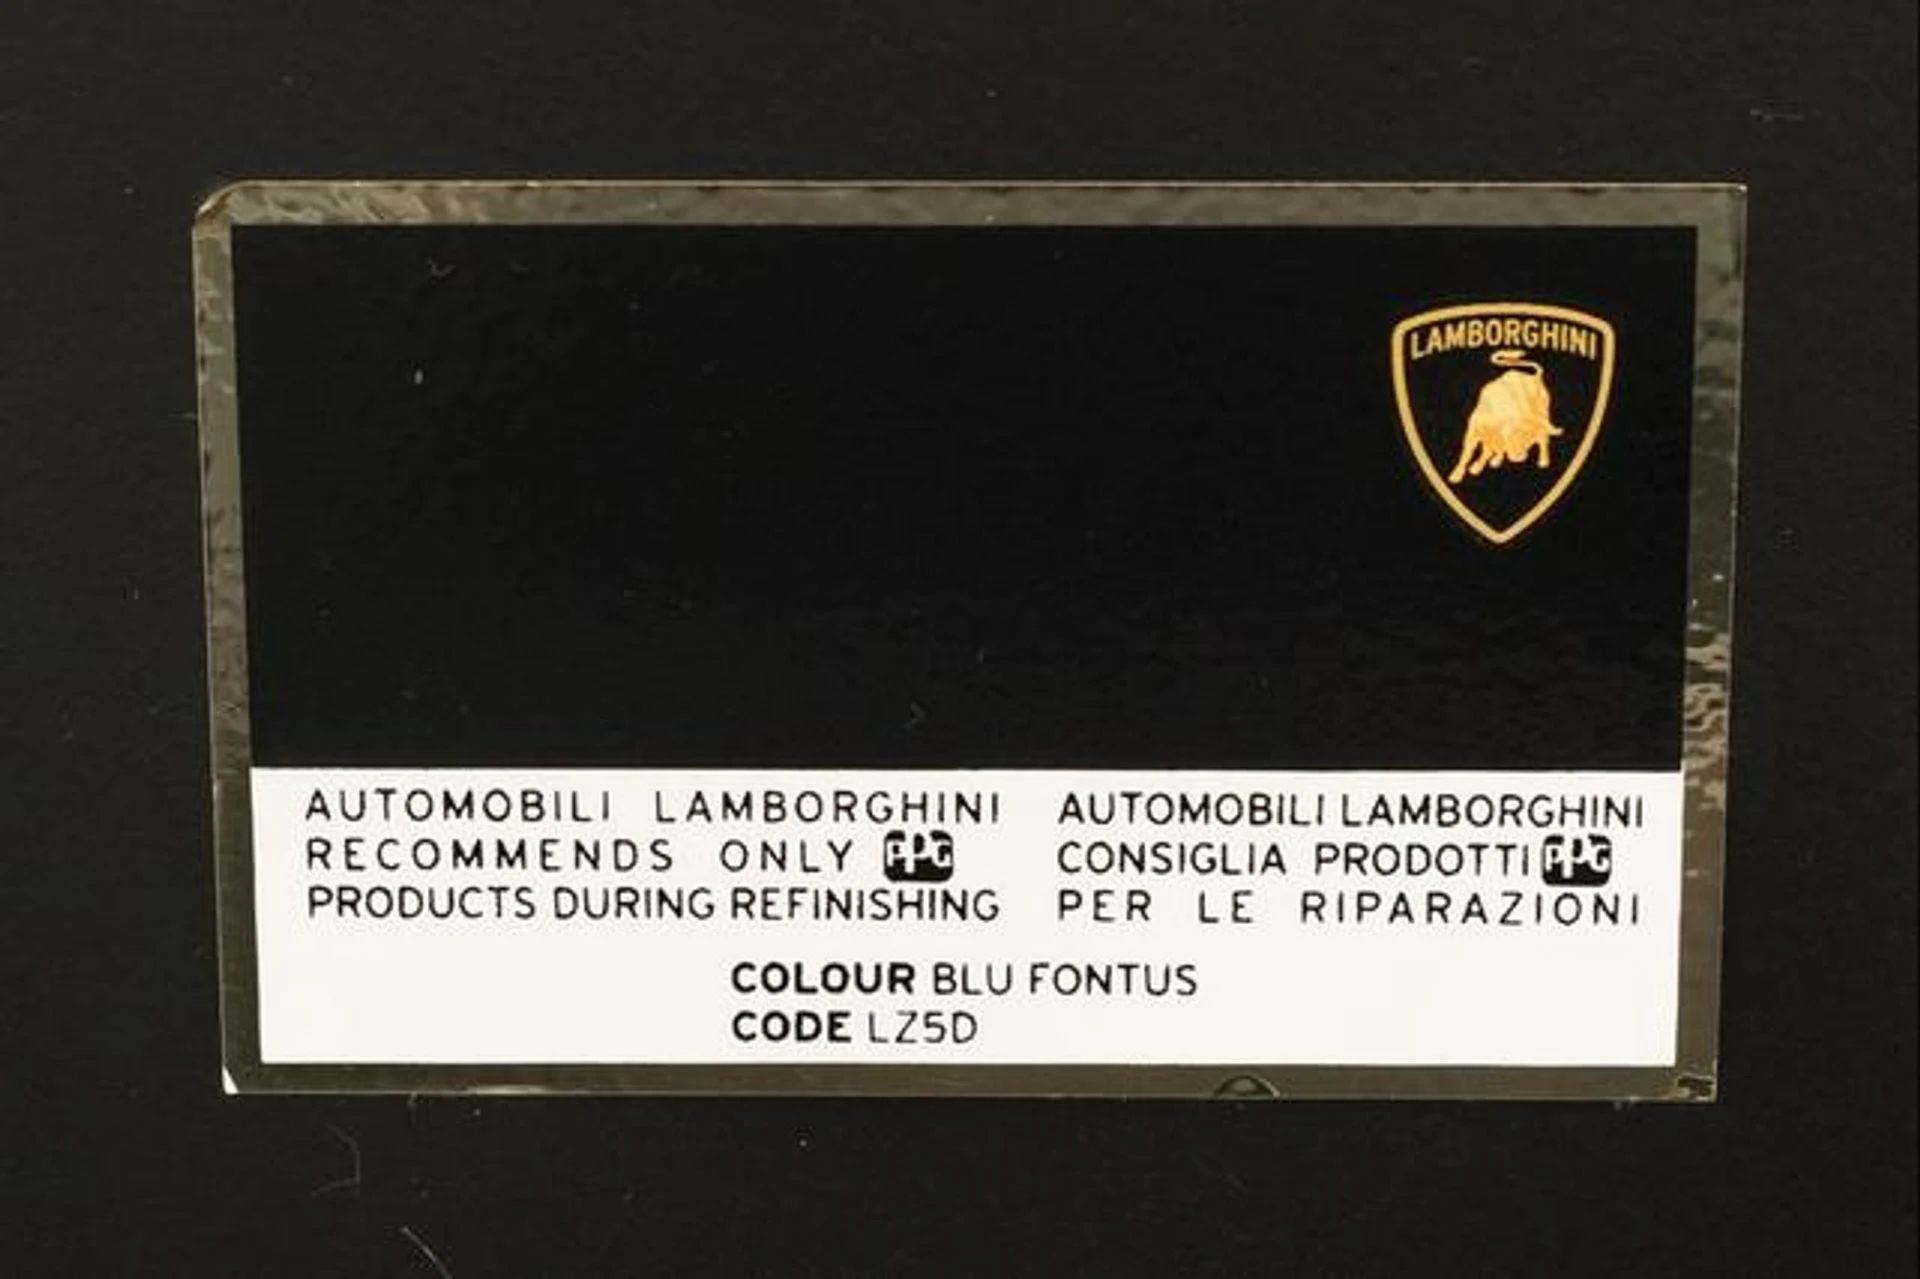 LAMBORGHINI
AUTOMOBILI LAMBORGHINI
RECOMMENDS ONLY PPG
PRODUCTS DURING REFINISHING
AUTOMOBILI LAMBORGHINI
CONSIGLIA PRODOTTI PPG
PER LE RIPARAZIONI
COLOUR BLU FONTUS
CODE LZ5D